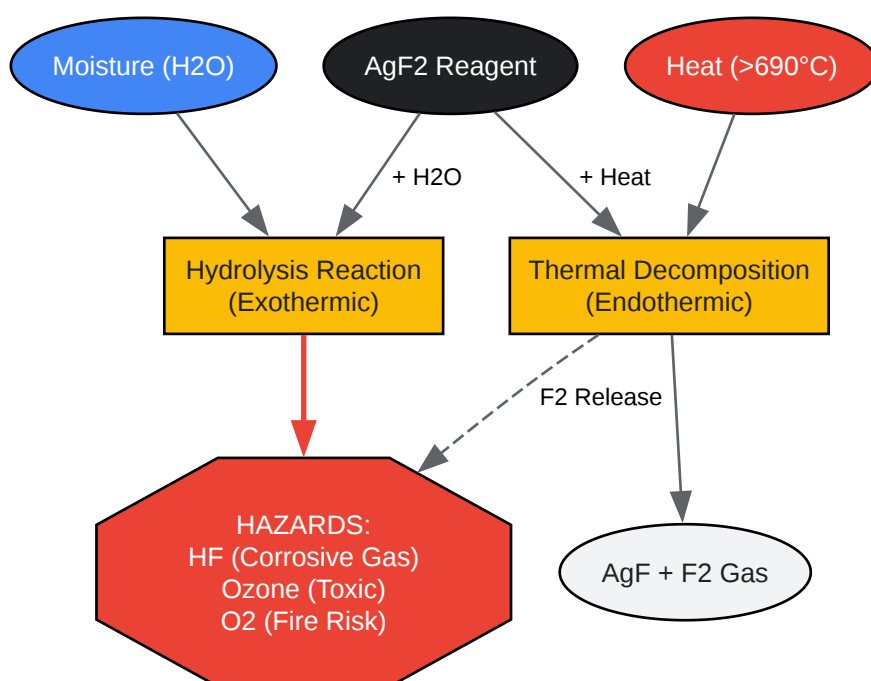 Moisture (H2O)
AgF2 Reagent
Heat (>690°C)
+ H2O
+ Heat
Hydrolysis Reaction
(Exothermic)
Thermal Decomposition
(Endothermic)
F2 Release
HAZARDS:
HF (Corrosive Gas)
Ozone (Toxic)
O2 (Fire Risk)
AgF + F2 Gas